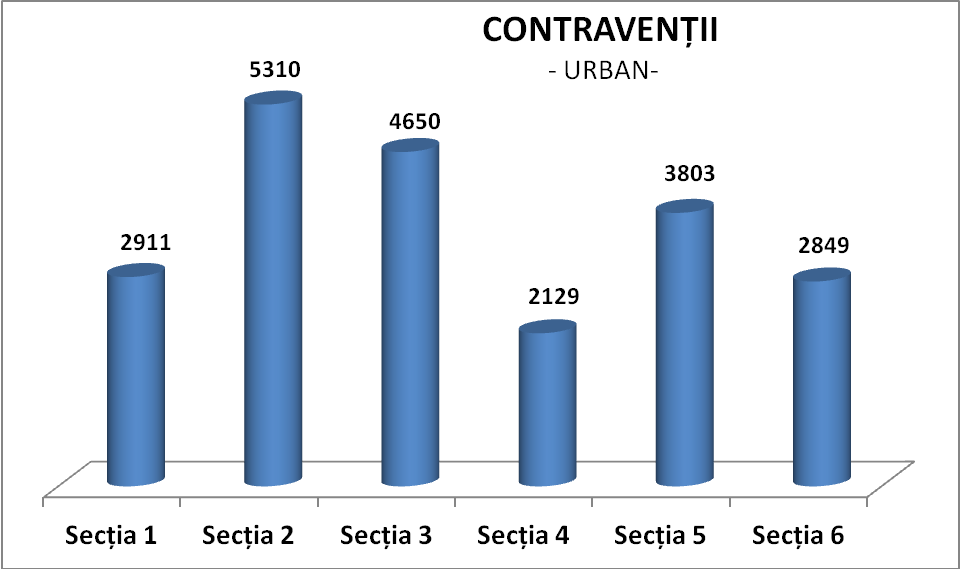 CONTRAVENȚII
- URBAN-
5310
4650
3803
2911
2849
2129
Secția 1
Secția 2
Secția 3
Secția 4
Secția 5
Secția 6